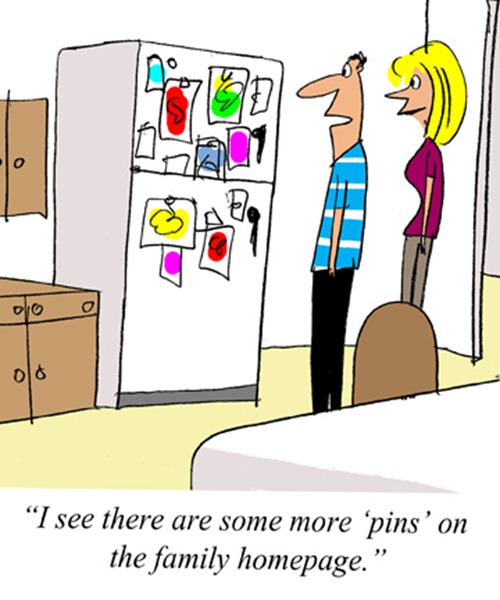 “I see there are some more ‘pins’ on
the family homepage.”